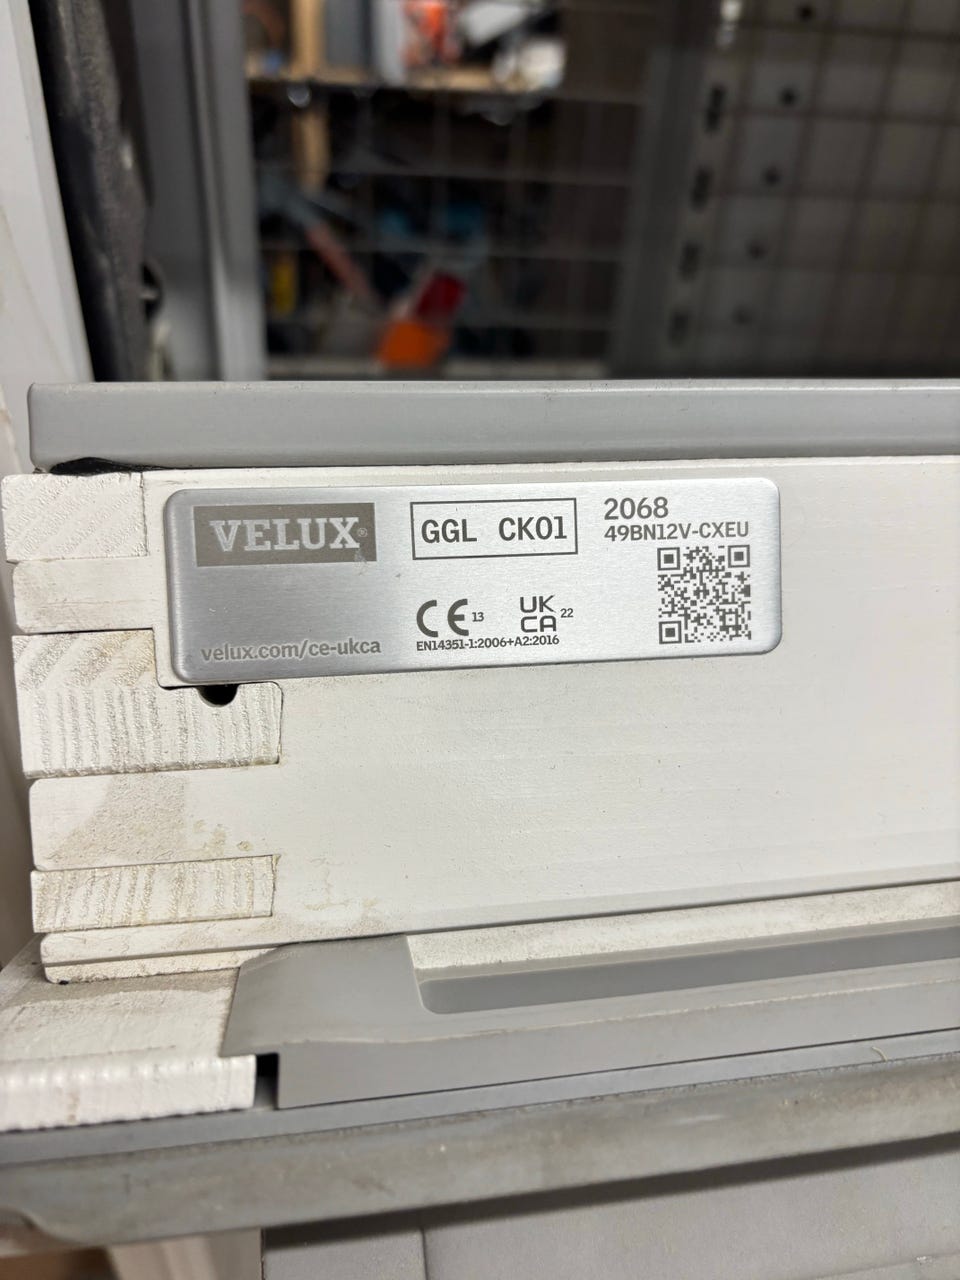 VELUX®
GGL CK01
2068
49BN12V-CXEU
CE 13
UK
CA 22
EN14351-1:2006+A2:2016
velux.com/ce-ukca